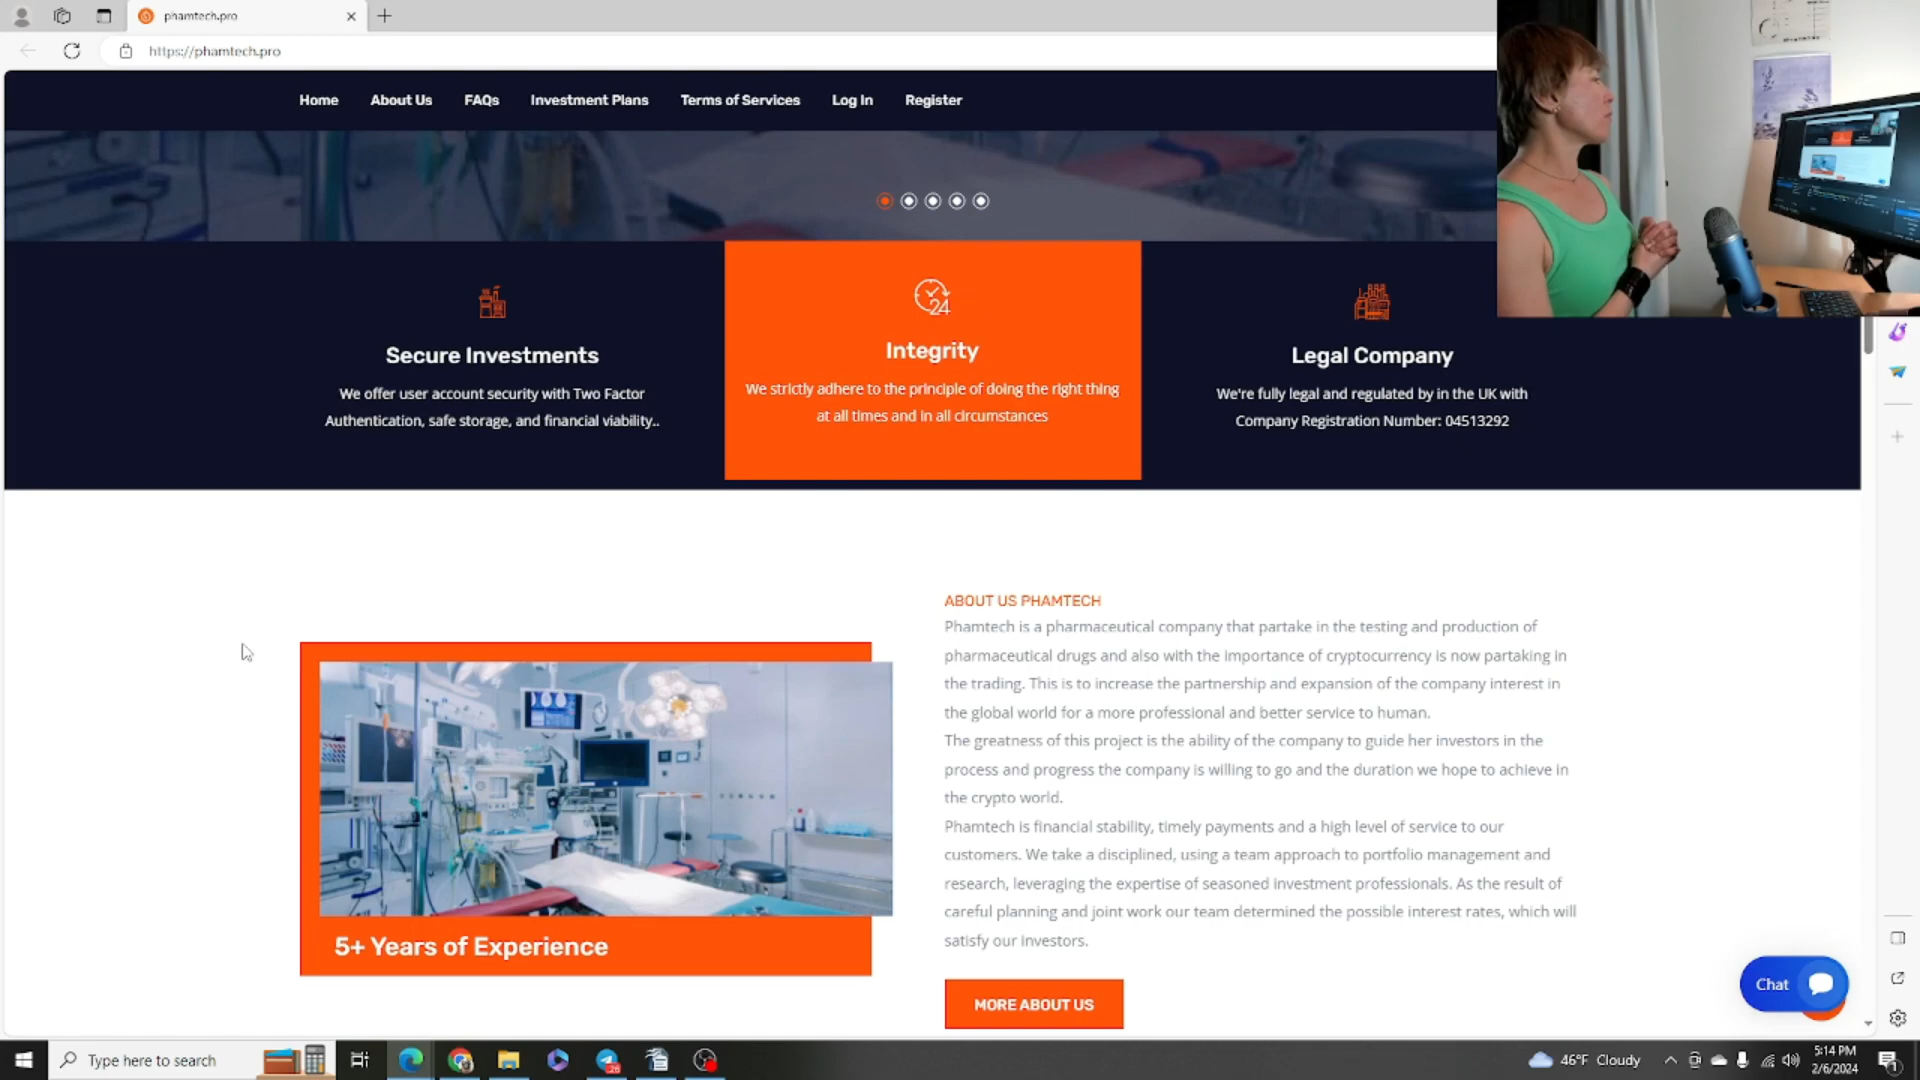 phamtech.pro
https://phamtech.pro
Home About Us FAQs Investment Plans Terms of Services Log In Register
24
Secure Investments
We offer user account security with Two Factor
Authentication, safe storage, and financial viability..
Integrity
We strictly adhere to the principle of doing the right thing
at all times and in all circumstances
Legal Company
We're fully legal and regulated by in the UK with
Company Registration Number: 04513292
ABOUT US PHAMTECH
Phamtech is a pharmaceutical company that partake in the testing and production of
pharmaceutical drugs and also with the importance of cryptocurrency is now partaking in
the trading. This is to increase the partnership and expansion of the company interest in
the global world for a more professional and better service to human.
The greatness of this project is the ability of the company to guide her investors in the
process and progress the company is willing to go and the duration we hope to achieve in
the crypto world.
Phamtech is financial stability, timely payments and a high level of service to our
customers. We take a disciplined, using a team approach to portfolio management and
research, leveraging the expertise of seasoned investment professionals. As the result of
careful planning and joint work our team determined the possible interest rates, which will
satisfy our investors.
5+ Years of Experience
MORE ABOUT US
Chat
Type here to search
46°F Cloudy
5:14 PM
2/6/2024